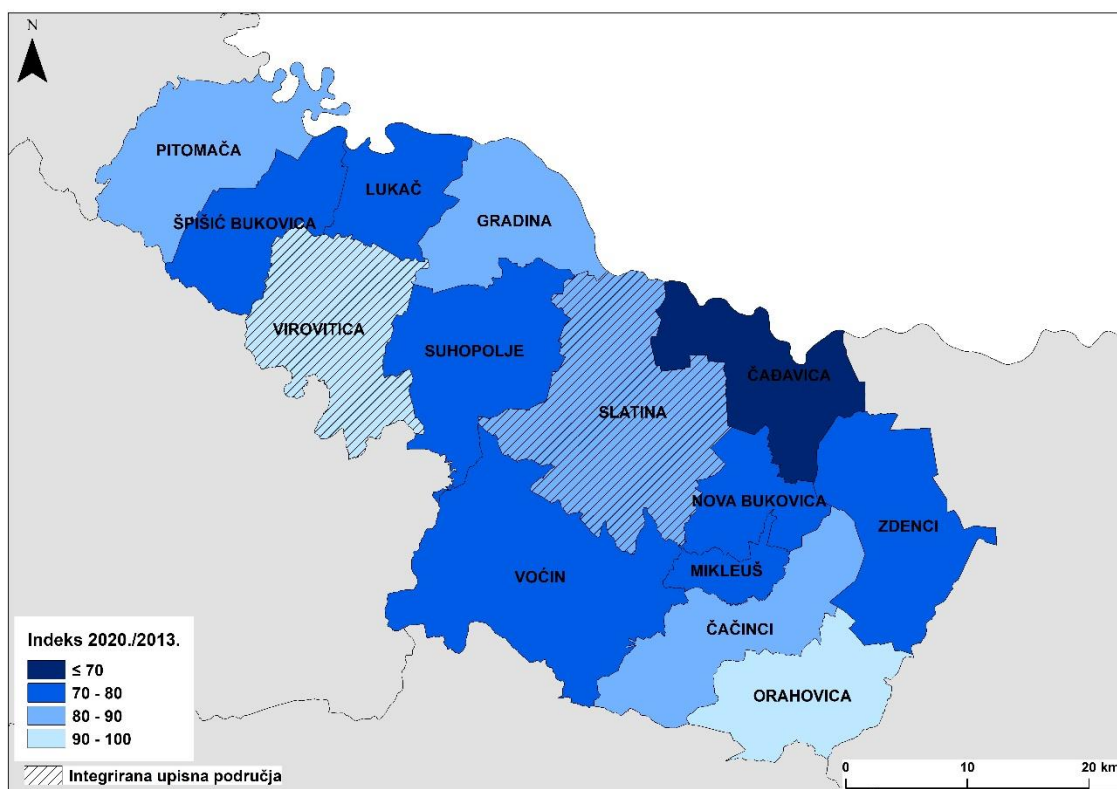 N
PITOMAČA
LUKAČ
ŠPIŠIĆ BUKOVICA
GRADINA
VIROVITICA
SUHOPOLJE
ČAĐAVICA
SLATINA
NOVA BUKOVICA
ZDENCI
MIKLEUŠ
VOĆIN
ČAČINCI
ORAHOVICA
Indeks 2020./2013.
≤ 70
70 - 80
80 - 90
90 - 100
Integrirana upisna područja
0 10 20 km